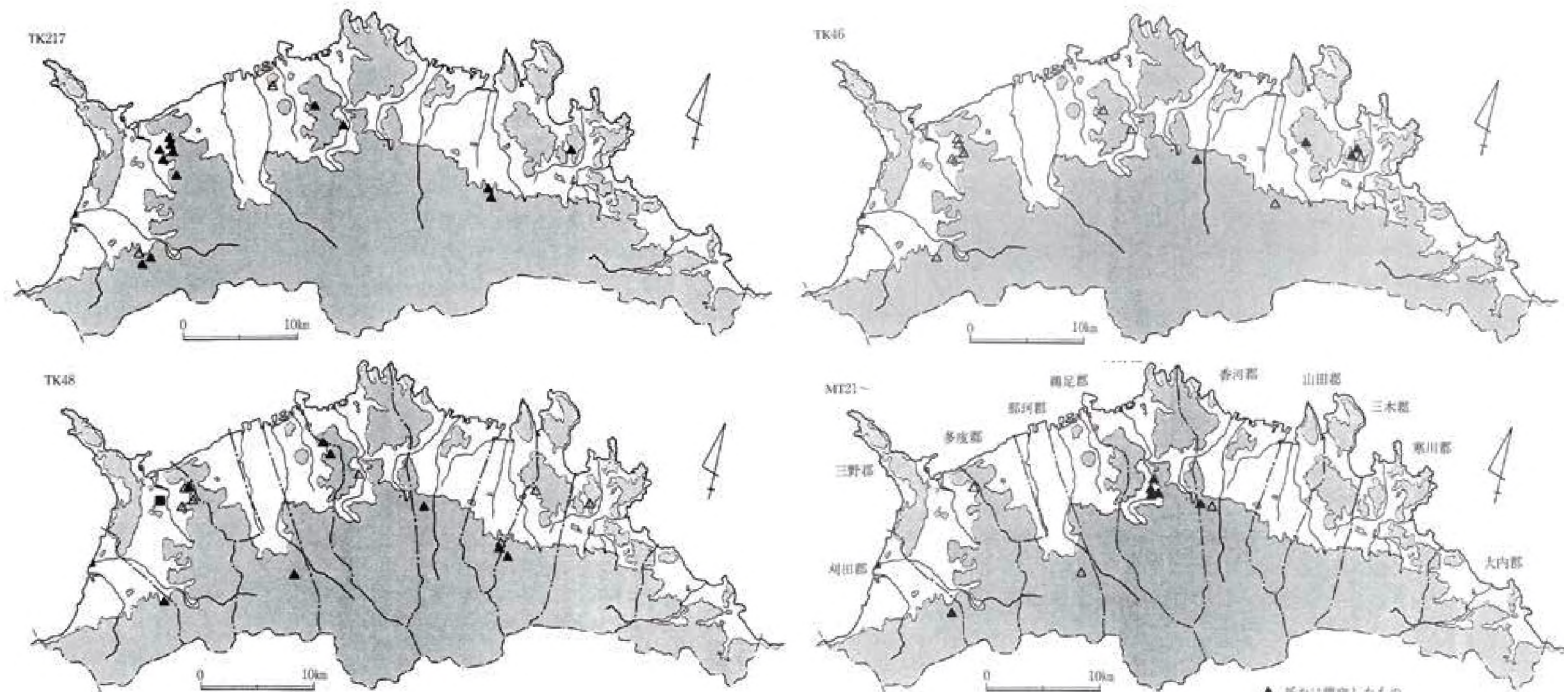 TK217
0 10km
TK46
0 10km
TK48
0 10km
MT21~
鵜足郡
香河郡
山田郡
那珂郡
三木郡
多度郡
寒川郡
三野郡
刈田郡
大内郡
0 10km
▲